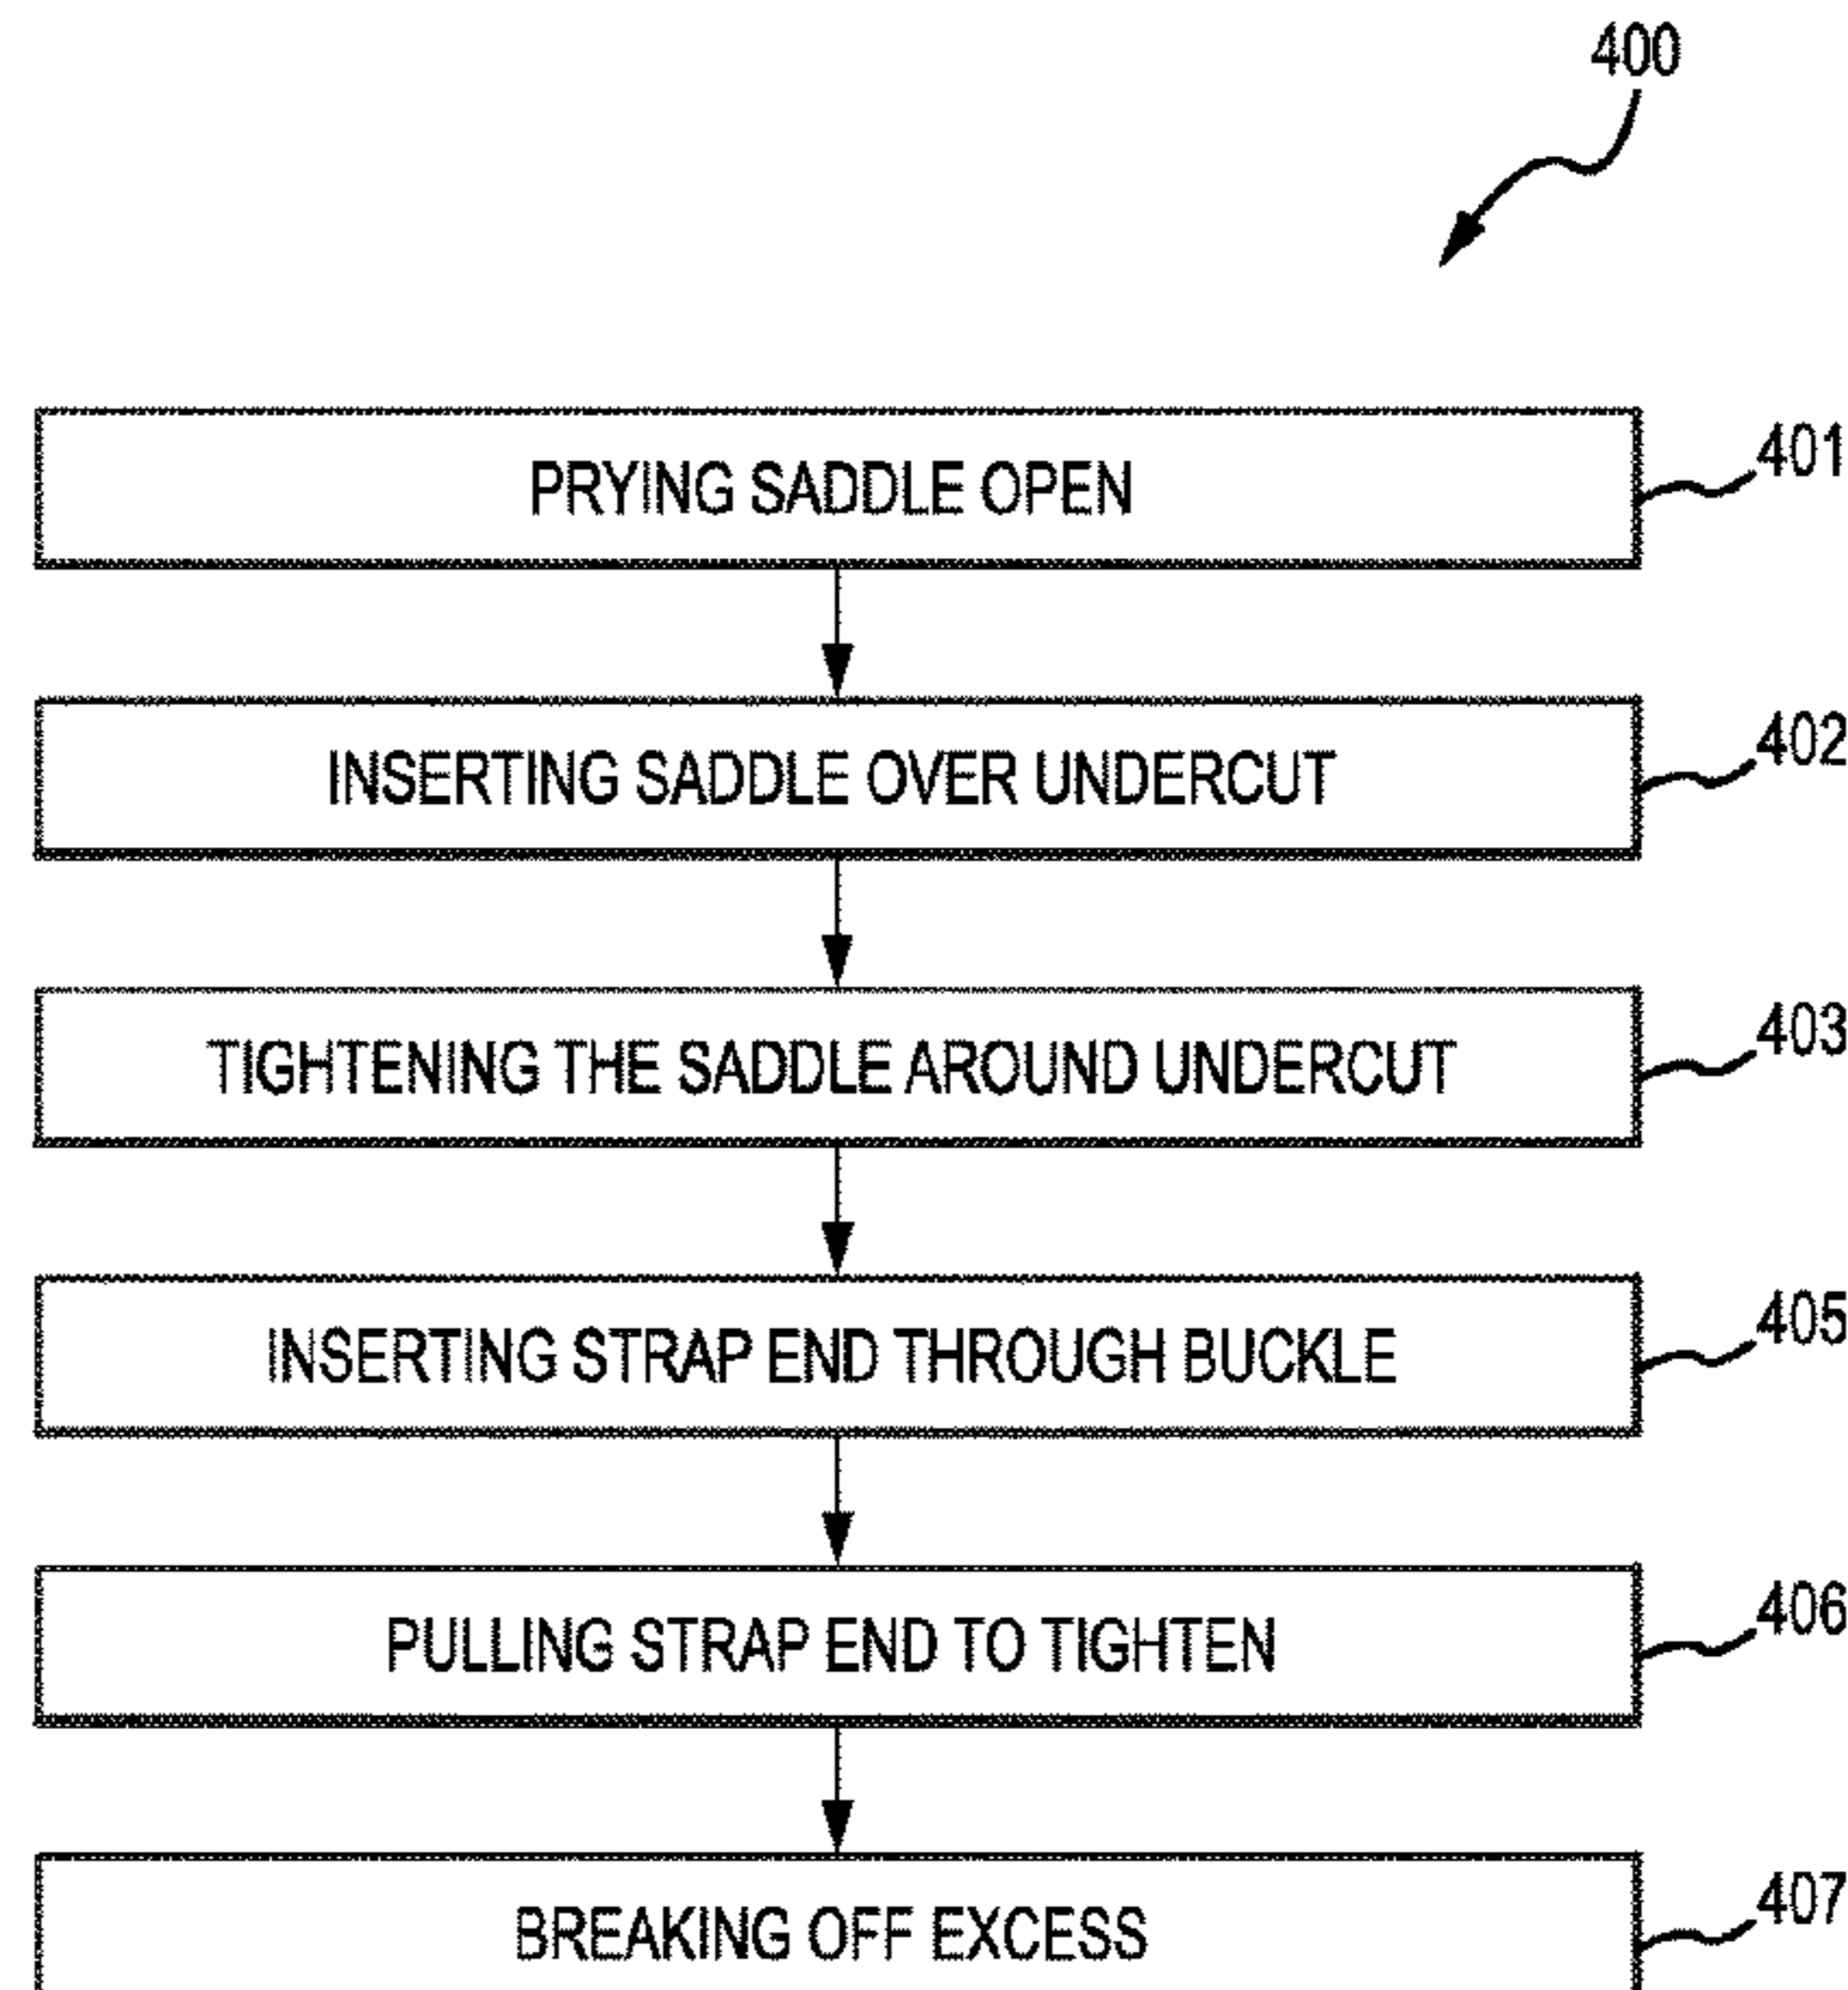 400
PRYING SADDLE OPEN
401
INSERTING SADDLE OVER UNDERCUT
402
TIGHTENING THE SADDLE AROUND UNDERCUT
403
INSERTING STRAP END THROUGH BUCKLE
405
PULLING STRAP END TO TIGHTEN
406
BREAKING OFF EXCESS
407